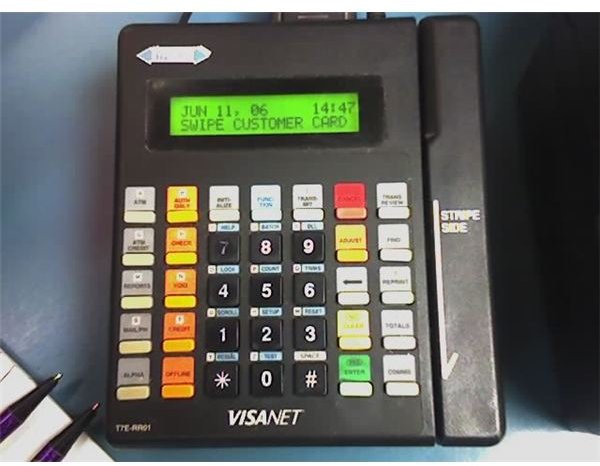 JUN 11, 06 14:47
SWIPE CUSTOMER CARD
STRIPE
SIDE
ATM
AUTH
ONLY
INITI-
ALIZE
FUNC-
TION
TRANS-
MIT
CANCEL
TRANS
REVIEW
HELP BATCH DLL
ATM
CREDIT
CHECK
7 8 9
ADJUST
FIND
LOCK COUNT TRMS
REPORTS
VOID
4 5 6
REPRINT
SCROLL SETUP RESET
MAIL/PH
CREDIT
1 2 3
CLEAR
TOTALS
TEST SPACE
ALPHA
OFFLINE
* 0 #
ENTER
VISANET
T7E-RR01